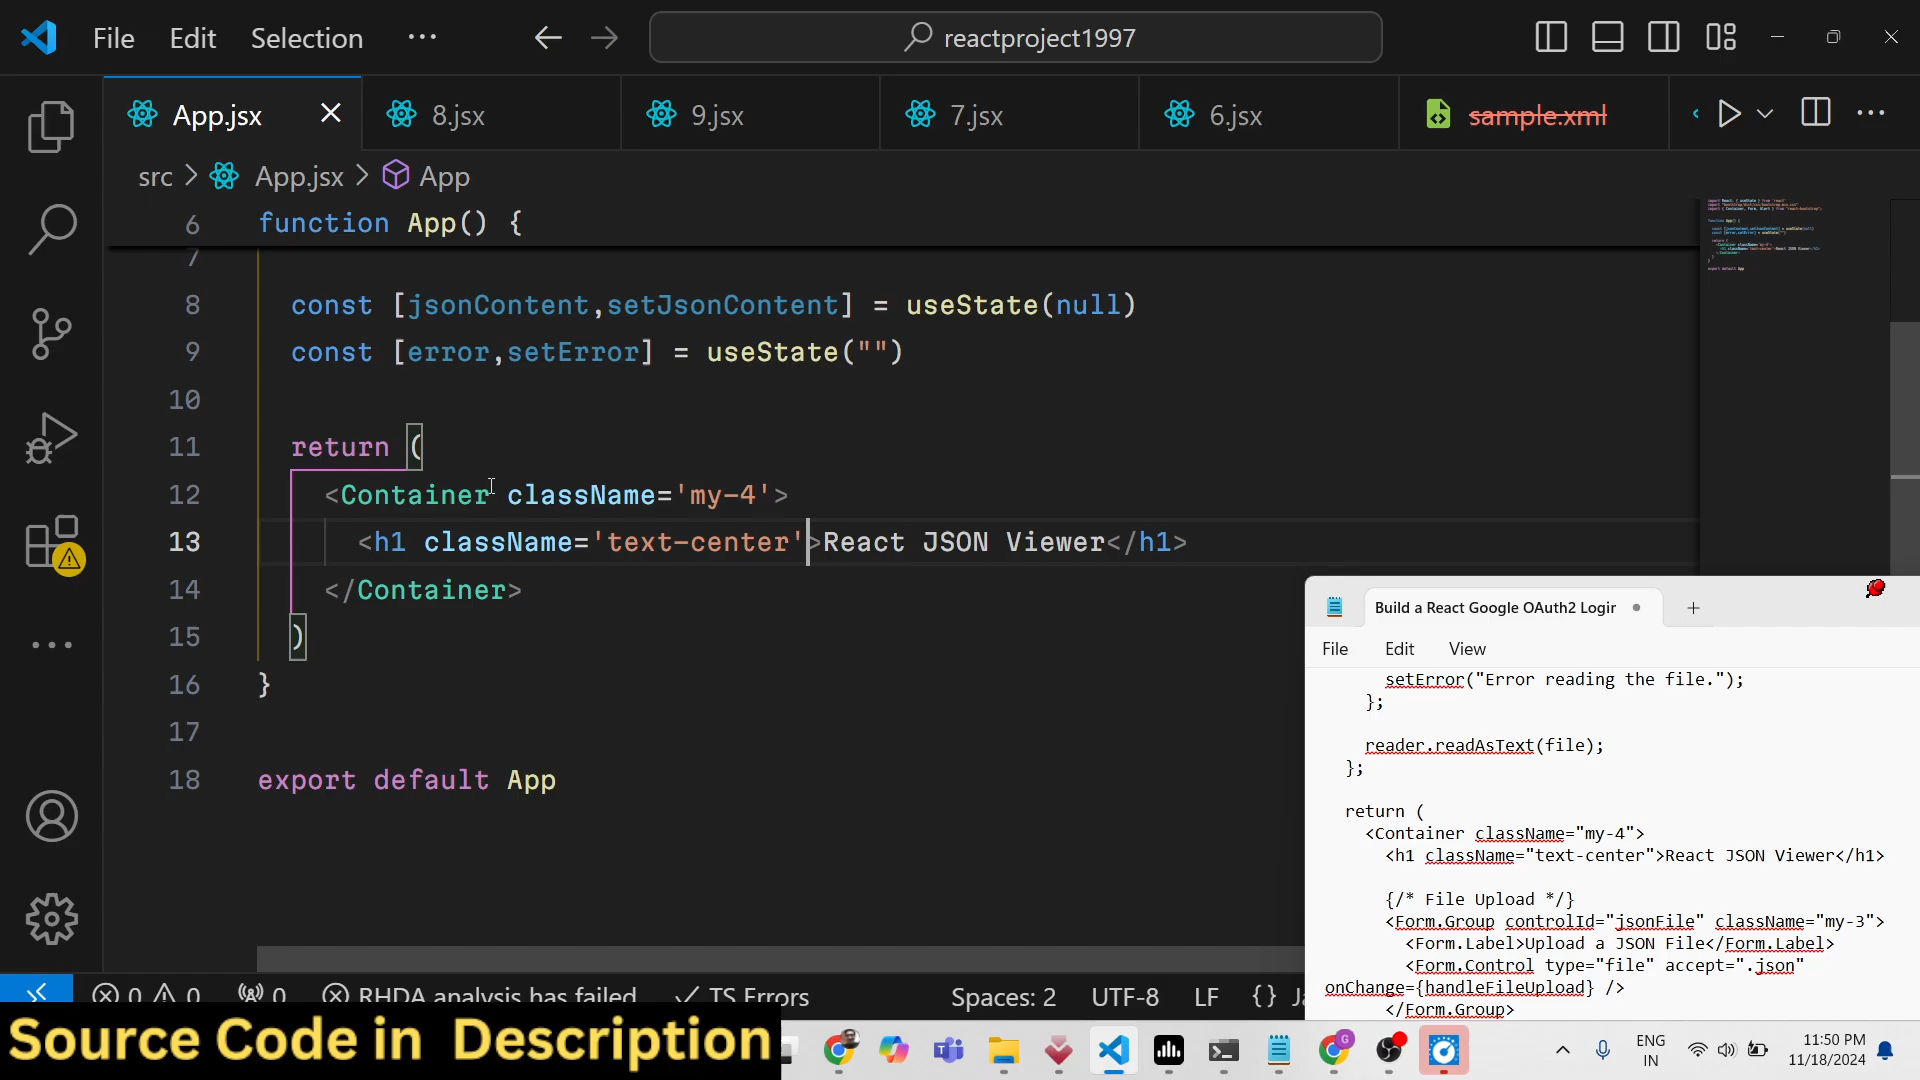 File Edit Selection ··· reactproject1997
App.jsx 8.jsx 9.jsx 7.jsx 6.jsx sample.xml
src > App.jsx > App
6 function App() {
7
8 const [jsonContent,setJsonContent] = useState(null)
9 const [error,setError] = useState("")
10
11 return (
12 <Container className='my-4'>
13 <h1 className='text-center'>React JSON Viewer</h1>
14 </Container>
15 )
16 }
17
18 export default App
Build a React Google OAuth2 Login
File Edit View
setError("Error reading the file.");
};
reader.readAsText(file);
};
return (
<Container className="my-4">
<h1 className="text-center">React JSON Viewer</h1>
{/* File Upload */}
<Form.Group controlId="jsonFile" className="my-3">
<Form.Label>Upload a JSON File</Form.Label>
<Form.Control type="file" accept=".json"
onChange={handleFileUpload} />
</Form.Group>
0 0 0 RHDA analysis has failed TS Errors Spaces: 2 UTF-8 LF {}
Source Code in Description
ENG
IN
11:50 PM
11/18/2024